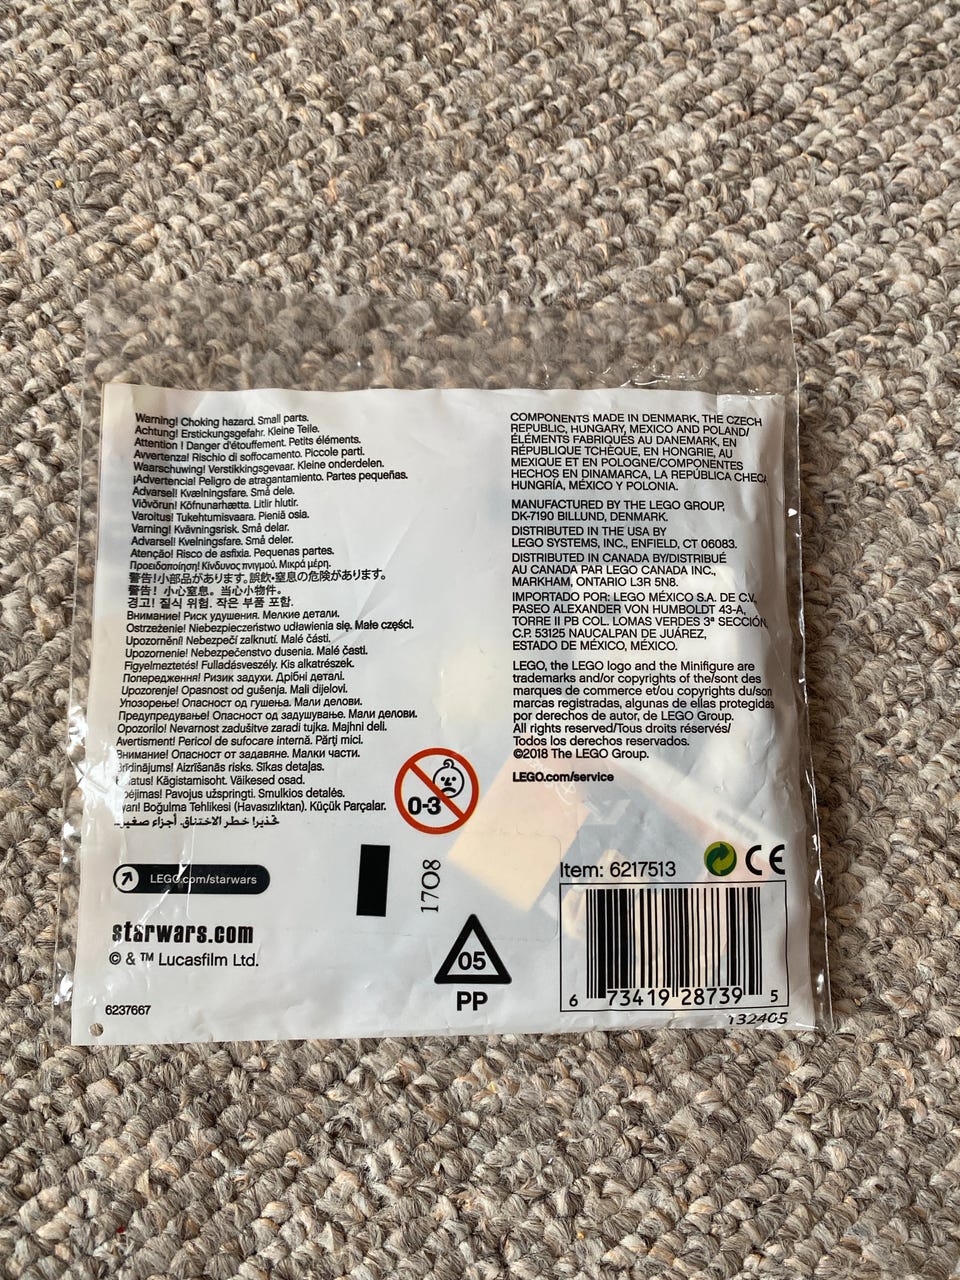 Warning! Choking hazard. Small parts.
Achtung! Erstickungsgefahr. Kleine Teile.
Attention ! Danger d'étouffement. Petits éléments.
Avvertenza! Rischio di soffocamento. Piccole parti.
Waarschuwing! Verstikkingsgevaar. Kleine onderdelen.
¡Advertencia! Peligro de atragantamiento. Partes pequeñas.
Advarsel! Kvælningsfare. Små dele.
Viðvörun! Köfnunarhætta. Litlir hlutir.
Varoitus! Tukehtumisvaara. Pieniä osia.
Varning! Kvävningsrisk. Små delar.
Advarsel! Kvelningsfare. Små deler.
Atenção! Risco de asfixia. Pequenas partes.
Προειδοποίηση! Κίνδυνος πνιγμού. Μικρά μέρη.
警告!小部品があります。誤飲・窒息の危険があります。
警告！小心窒息。当心小物件。
경고! 질식 위험. 작은 부품 포함.
Внимание! Риск удушения. Мелкие детали.
Ostrzeżenie! Niebezpieczeństwo udławienia się. Małe części.
Upozornění! Nebezpečí zalknutí. Malé části.
Upozornenie! Nebezpečenstvo dusenia. Malé časti.
Figyelmeztetés! Fulladásveszély. Kis alkatrészek.
Попередження! Ризик задухи. Дрібні деталі.
Upozorenje! Opasnost od gušenja. Mali dijelovi.
Упозорење! Опасност од гушења. Мали делови.
Предупредување! Опасност од задушување. Мали делови.
Opozorilo! Nevarnost zadušitve zaradi tujka. Majhni deli.
Avertisment! Pericol de sufocare internă. Părţi mici.
Внимание! Опасност от задавяне. Малки части.
Brīdinājums! Aizrīšanās risks. Sīkas detaļas.
Kägistamisoht. Väikesed osad.
Pavojus užspringti. Smulkios detalės.
Boğulma Tehlikesi (Havasızlıktan). Küçük Parçalar.
تحذير! خطر الاختناق. أجزاء صغيرة.
0-3
LEGO.com/starwars
1708
starwars.com
© & ™ Lucasfilm Ltd.
05
PP
6237667
COMPONENTS MADE IN DENMARK, THE CZECH
REPUBLIC, HUNGARY, MEXICO AND POLAND/
ÉLÉMENTS FABRIQUÉS AU DANEMARK, EN
RÉPUBLIQUE TCHÈQUE, EN HONGRIE, AU
MEXIQUE ET EN POLOGNE/COMPONENTES
HECHOS EN DINAMARCA, LA REPÚBLICA CHECA,
HUNGRÍA, MÉXICO Y POLONIA.
MANUFACTURED BY THE LEGO GROUP,
DK-7190 BILLUND, DENMARK.
DISTRIBUTED IN THE USA BY
LEGO SYSTEMS, INC., ENFIELD, CT 06083.
DISTRIBUTED IN CANADA BY/DISTRIBUÉ
AU CANADA PAR LEGO CANADA INC.,
MARKHAM, ONTARIO L3R 5N8.
IMPORTADO POR: LEGO MÉXICO S.A. DE C.V.,
PASEO ALEXANDER VON HUMBOLDT 43-A,
TORRE II PB COL. LOMAS VERDES 3ª SECCIÓN,
C.P. 53125 NAUCALPAN DE JUÁREZ,
ESTADO DE MÉXICO, MÉXICO.
LEGO, the LEGO logo and the Minifigure are
trademarks and/or copyrights of the/sont des
marques de commerce et/ou copyrights du/son
marcas registradas, algunas de ellas protegidas
por derechos de autor, de LEGO Group.
All rights reserved/Tous droits réservés/
Todos los derechos reservados.
©2018 The LEGO Group.
LEGO.com/service
Item: 6217513
CE
6 73419 28739 5
132405